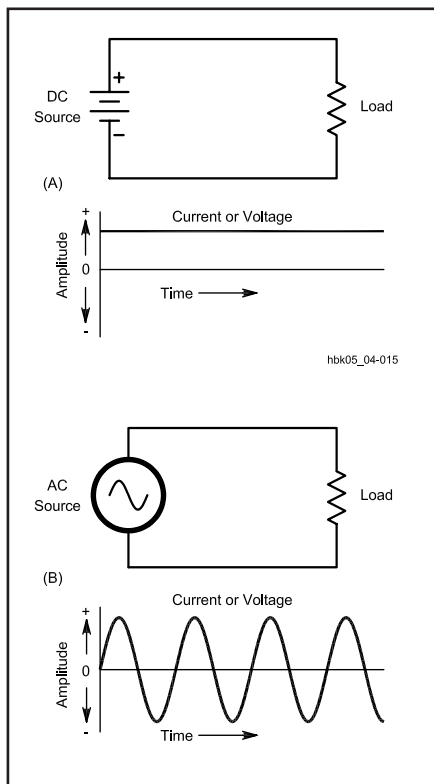 +
DC
Source
−
Load
(A)
Current or Voltage
+
Amplitude
0
-
Time
hbk05_04-015
AC
Source
Load
(B)
Current or Voltage
+
Amplitude
0
-
Time